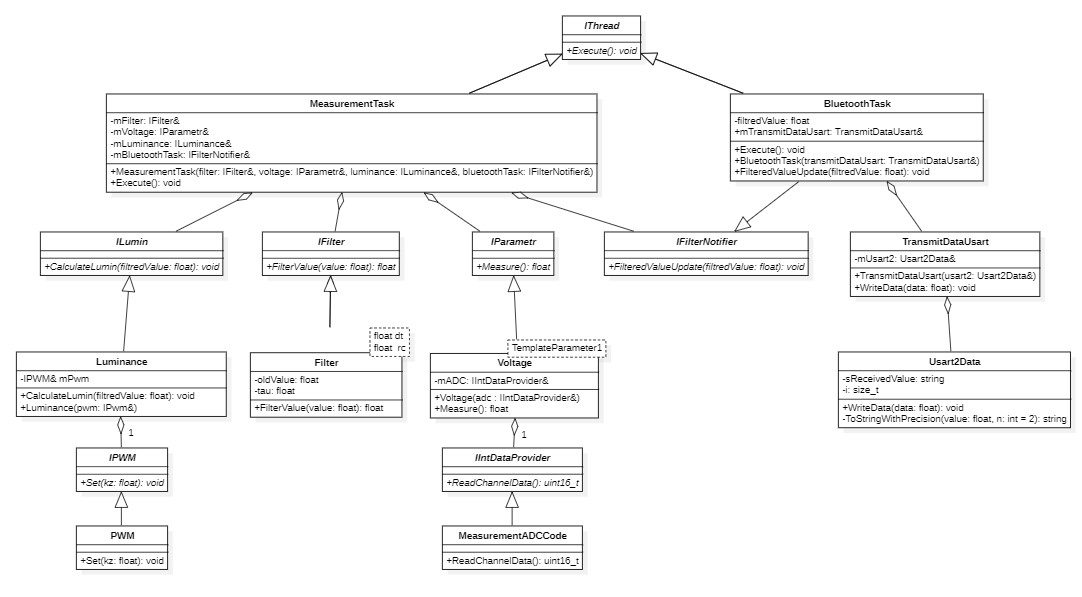 IThread
+Execute(): void
MeasurementTask
-mFilter: IFilter&
-mVoltage: IParametr&
-mLuminance: ILuminance&
-mBluetoothTask: IFilterNotifier&
+MeasurementTask(filter: IFilter&, voltage: IParametr&, luminance: ILuminance&, bluetoothTask: IFilterNotifier&)
+Execute(): void
BluetoothTask
-filtredValue: float
+mTransmitDataUsart: TransmitDataUsart&
+Execute(): void
+BluetoothTask(transmitDataUsart: TransmitDataUsart&)
+FilteredValueUpdate(filtredValue: float): void
ILumin
+CalculateLumin(filtredValue: float): void
IFilter
+FilterValue(value: float): float
IParametr
+Measure(): float
IFilterNotifier
+FilteredValueUpdate(filtredValue: float): void
TransmitDataUsart
-mUsart2: Usart2Data&
+TransmitDataUsart(usart2: Usart2Data&)
+WriteData(data: float): void
Luminance
-IPWM& mPwm
+CalculateLumin(filtredValue: float): void
+Luminance(pwm: IPwm&)
float dt
float rc
Filter
-oldValue: float
-tau: float
+FilterValue(value: float): float
TemplateParameter1
Voltage
-mADC: IIntDataProvider&
+Voltage(adc : IIntDataProvider&)
+Measure(): float
Usart2Data
-sReceivedValue: string
-i: size_t
+WriteData(data: float): void
-ToStringWithPrecision(value: float, n: int = 2): string
1
1
IPWM
+Set(kz: float): void
IIntDataProvider
+ReadChannelData(): uint16_t
PWM
+Set(kz: float): void
MeasurementADCCode
+ReadChannelData(): uint16_t